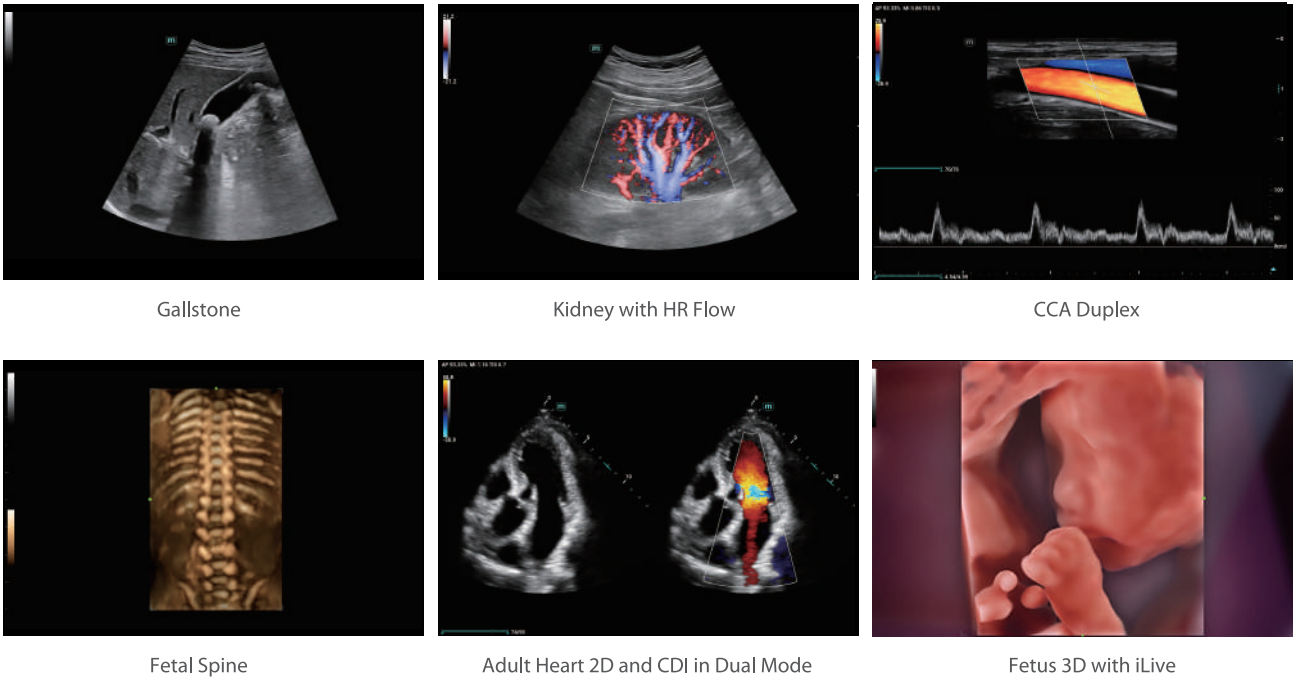 m
Gallstone
m
Kidney with HR Flow
m
CCA Duplex
Fetal Spine
m
m
Adult Heart 2D and CDI in Dual Mode
Fetus 3D with iLive